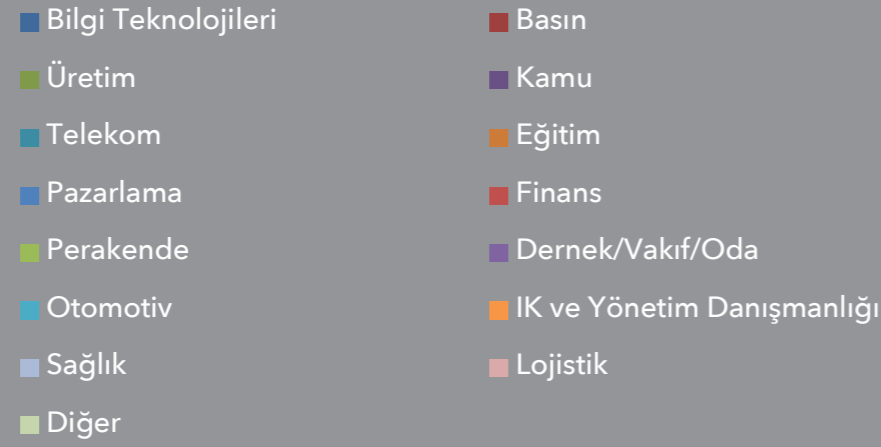 Bilgi Teknolojileri
Basın
Üretim
Kamu
Telekom
Eğitim
Pazarlama
Finans
Perakende
Dernek/Vakıf/Oda
Otomotiv
IK ve Yönetim Danışmanlığı
Sağlık
Lojistik
Diğer